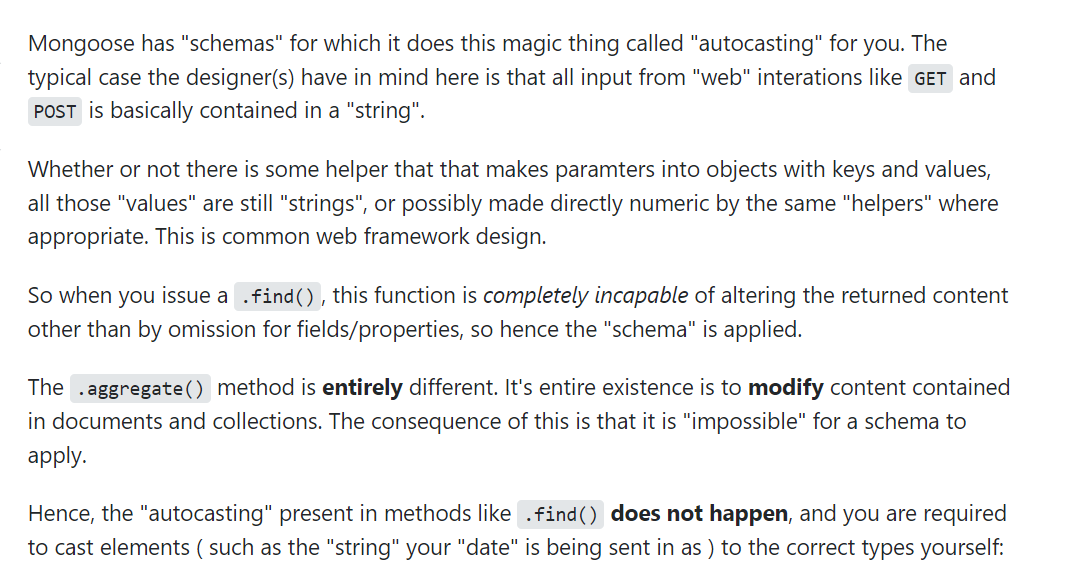 Mongoose has "schemas" for which it does this magic thing called "autocasting" for you. The
typical case the designer(s) have in mind here is that all input from "web" interations like GET and
POST is basically contained in a "string".
Whether or not there is some helper that that makes paramters into objects with keys and values,
all those "values" are still "strings", or possibly made directly numeric by the same "helpers" where
appropriate. This is common web framework design.
So when you issue a .find(), this function is completely incapable of altering the returned content
other than by omission for fields/properties, so hence the "schema" is applied.
The .aggregate() method is entirely different. It's entire existence is to modify content contained
in documents and collections. The consequence of this is that it is "impossible" for a schema to
apply.
Hence, the "autocasting" present in methods like .find() does not happen, and you are required
to cast elements ( such as the "string" your "date" is being sent in as ) to the correct types yourself: